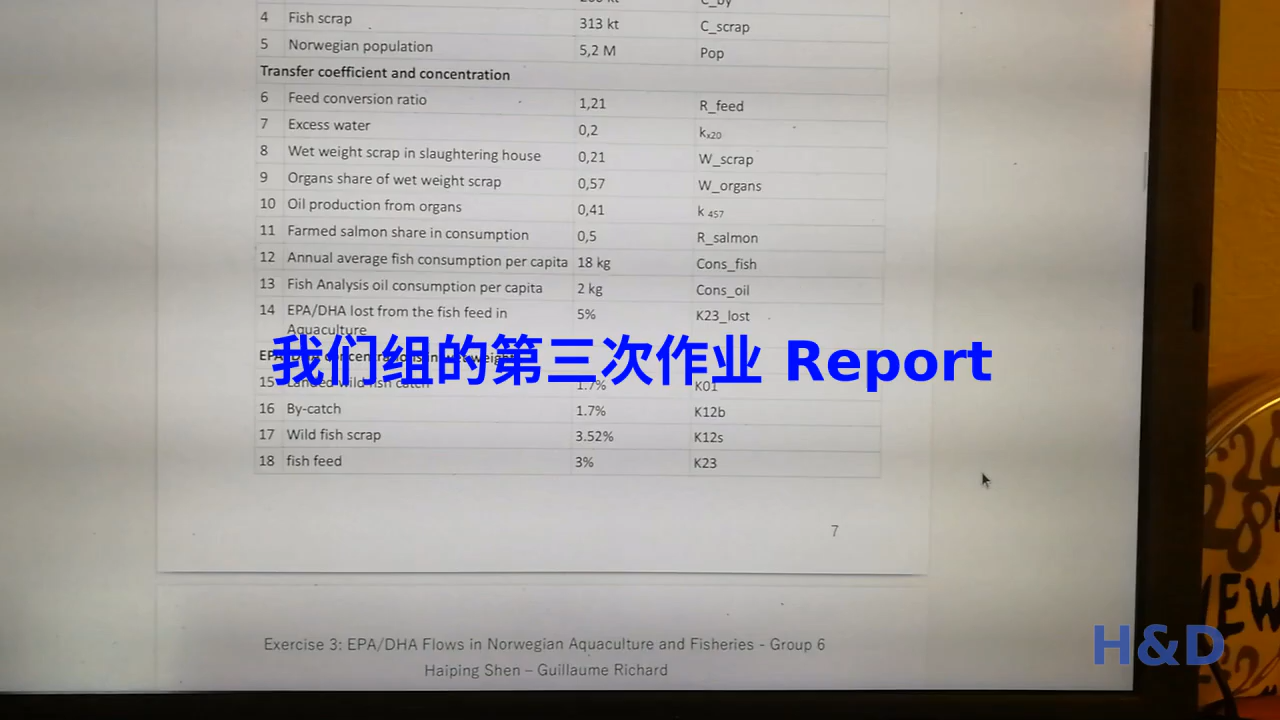 4 Fish scrap 313 kt C_scrap
5 Norwegian population 5,2 M Pop
Transfer coefficient and concentration
6 Feed conversion ratio 1,21 R_feed
7 Excess water 0,2 kₓ₂₀
8 Wet weight scrap in slaughtering house 0,21 W_scrap
9 Organs share of wet weight scrap 0,57 W_organs
10 Oil production from organs 0,41 k ₄₅₇
11 Farmed salmon share in consumption 0,5 R_salmon
12 Annual average fish consumption per capita 18 kg Cons_fish
13 Fish Analysis oil consumption per capita 2 kg Cons_oil
14 EPA/DHA lost from the fish feed in 5% K23_lost
Aquaculture
我们组的第三次作业 Report
15 Landed wild fish catch 1.7% K01
16 By-catch 1.7% K12b
17 Wild fish scrap 3.52% K12s
18 fish feed 3% K23
7
Exercise 3: EPA/DHA Flows in Norwegian Aquaculture and Fisheries - Group 6
Haiping Shen – Guillaume Richard
H&D